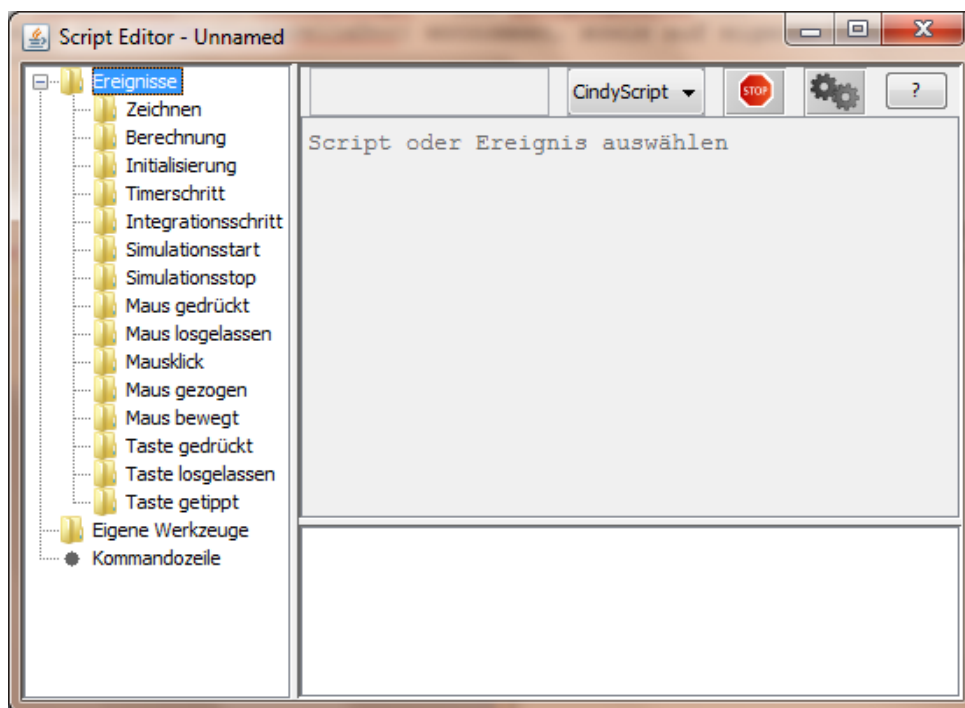 Script Editor - Unnamed
Ereignisse
Zeichnen
Berechnung
Initialisierung
Timerschritt
Integrationsschritt
Simulationsstart
Simulationsstop
Maus gedrückt
Maus losgelassen
Mausklick
Maus gezogen
Maus bewegt
Taste gedrückt
Taste losgelassen
Taste getippt
Eigene Werkzeuge
Kommandozeile
CindyScript
STOP
?
Script oder Ereignis auswählen